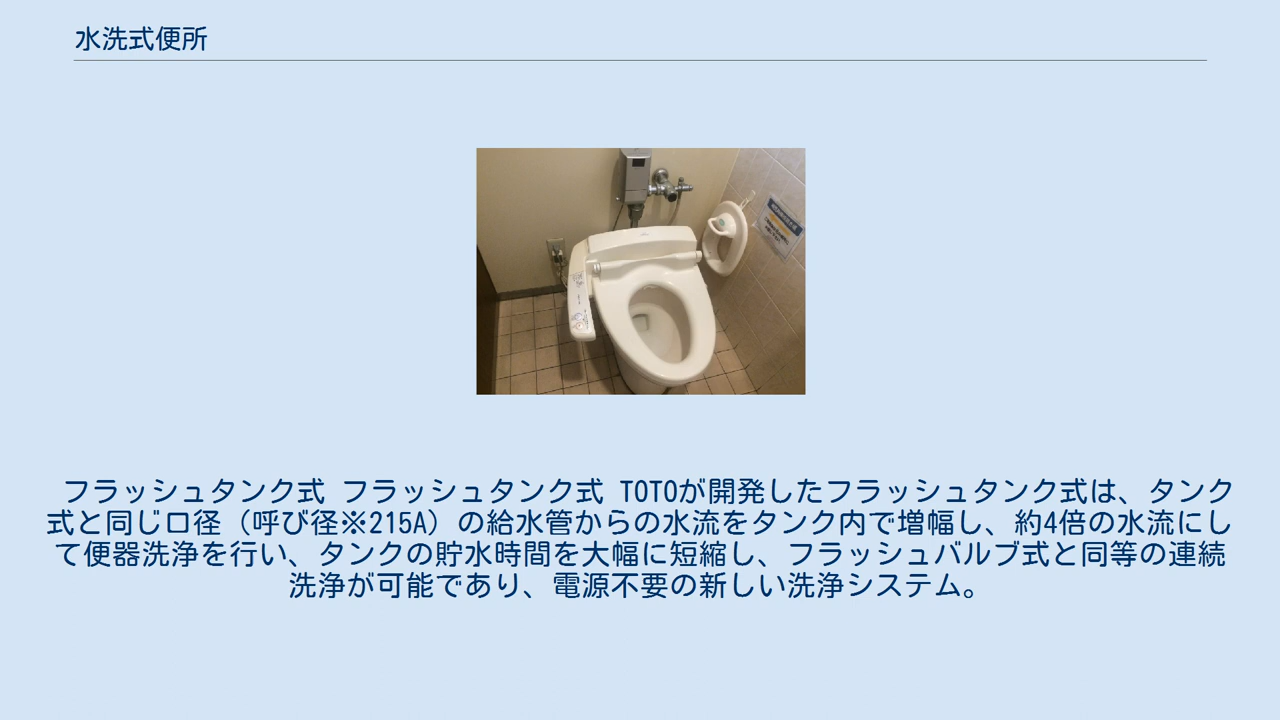 水洗式便所
フラッシュタンク式 フラッシュタンク式 TOTOが開発したフラッシュタンク式は、タンク
式と同じ口径（呼び径※215A）の給水管からの水流をタンク内で増幅し、約4倍の水流にし
て便器洗浄を行い、タンクの貯水時間を大幅に短縮し、フラッシュバルブ式と同等の連続
洗浄が可能であり、電源不要の新しい洗浄システム。